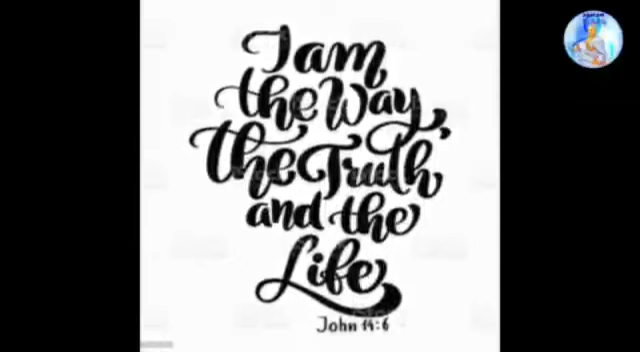 I am
the Way,
the Truth
and the
Life
John 14:6